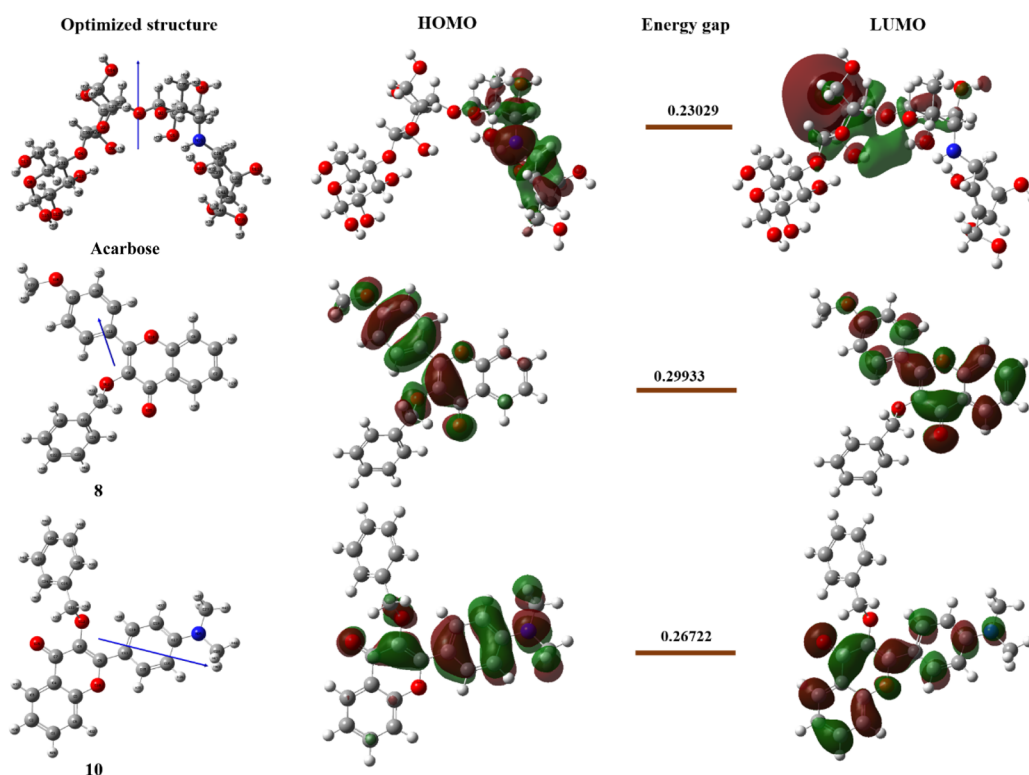 Optimized structure HOMO Energy gap LUMO
0.23029
Acarbose
0.29933
8
0.26722
10